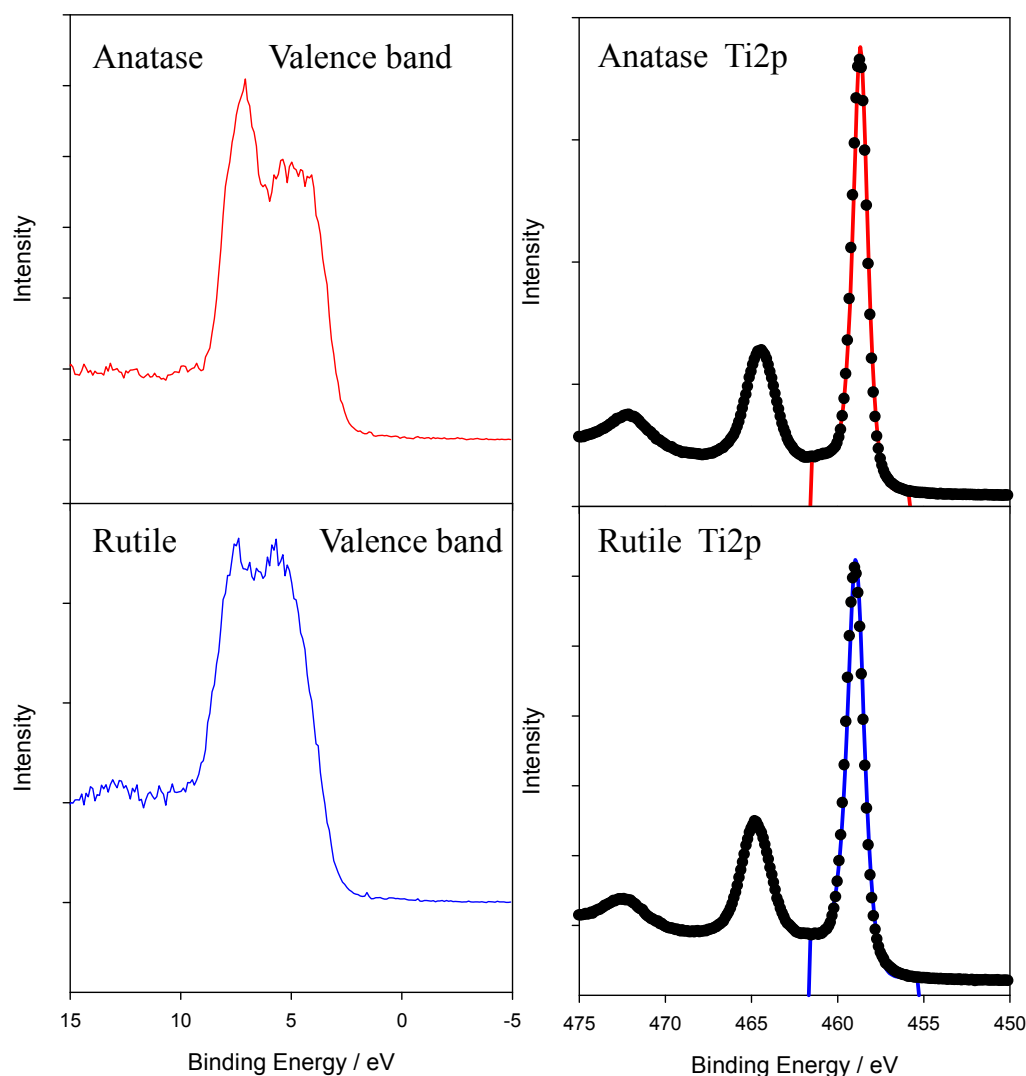 Anatase Valence band
Intensity
Anatase Ti2p
Intensity
Rutile Valence band
Intensity
15 10 5 0 -5
Binding Energy / eV
Rutile Ti2p
Intensity
475 470 465 460 455 450
Binding Energy / eV